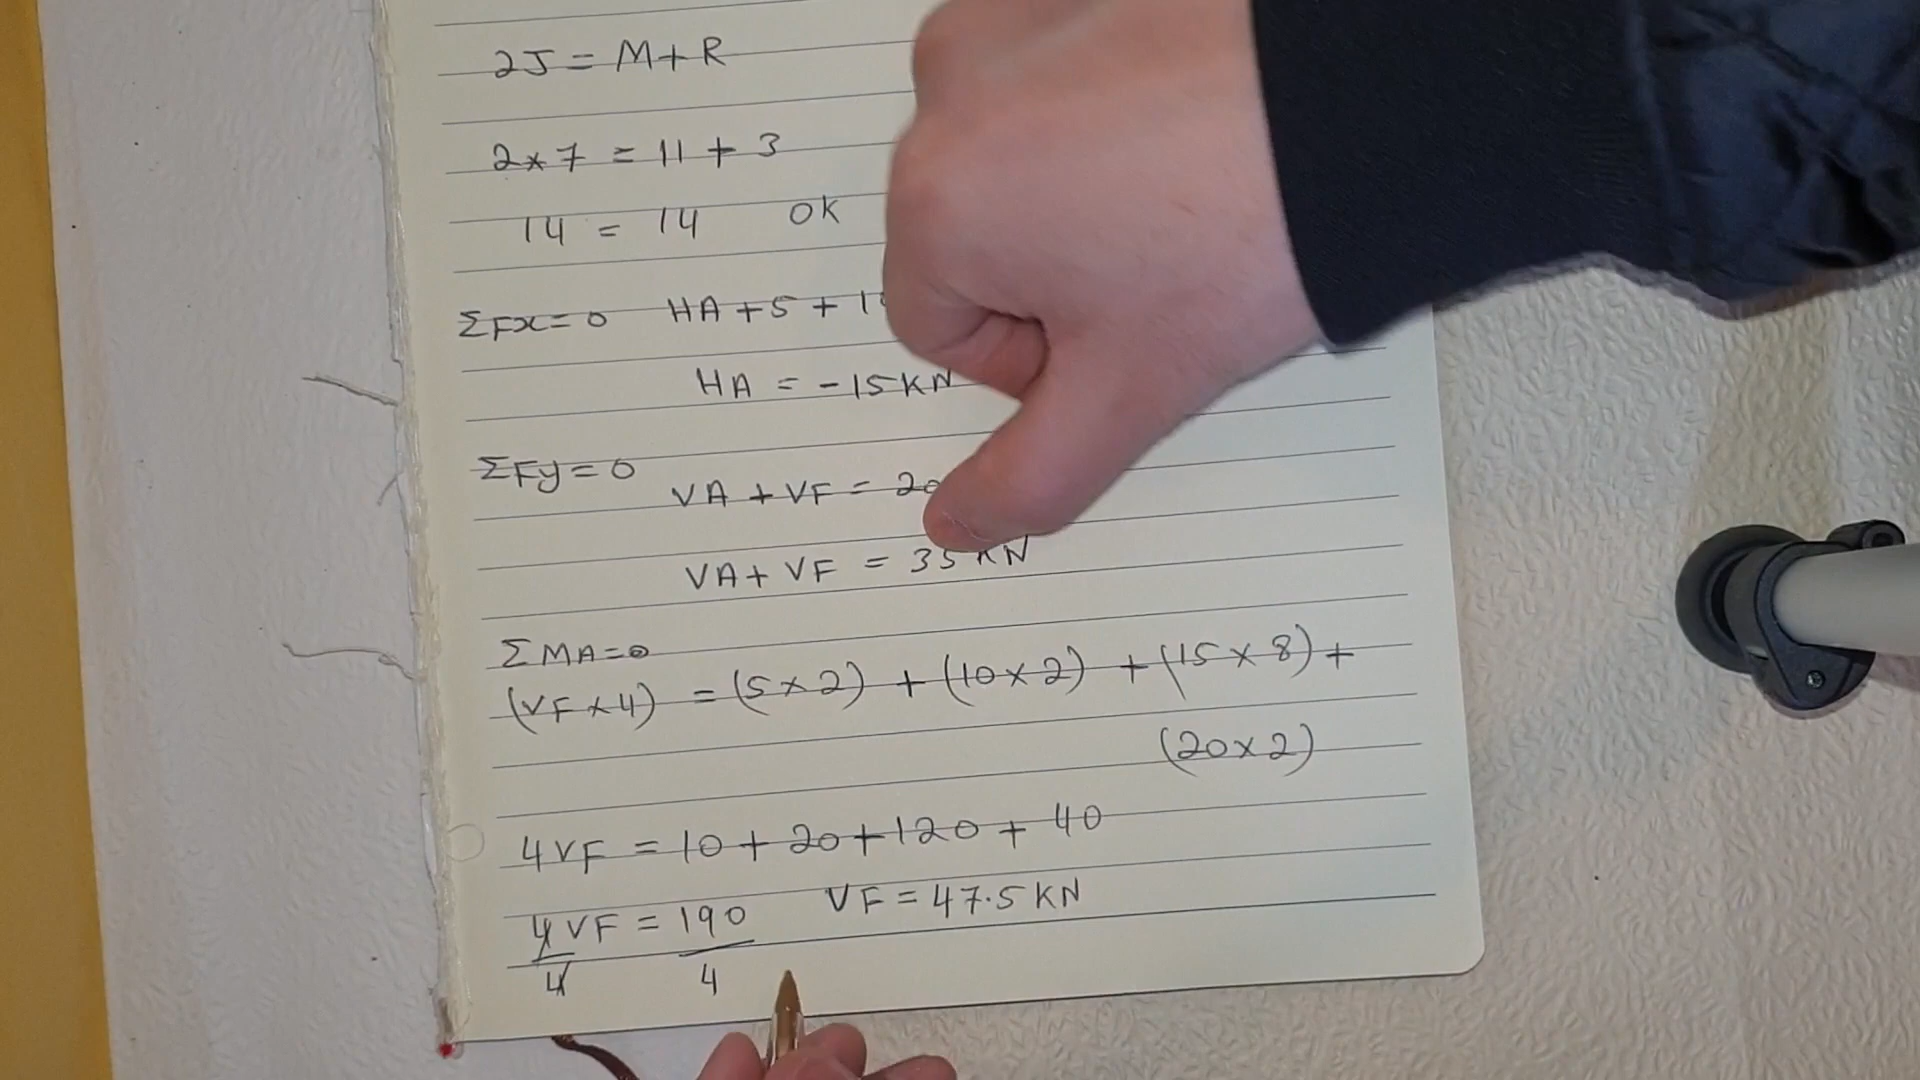 2J = M + R
2 x 7 = 11 + 3
14 = 14 OK
ΣFx = 0 HA + 5 +
HA = -15 KN
ΣFy = 0
VA + VF = 20
VA + VF = 35 KN
ΣMA = 0
(VF x 4) = (5 x 2) + (10 x 2) + (15 x 8) +
(20 x 2)
4VF = 10 + 20 + 120 + 40
4VF = 190 VF = 47.5 KN
4 4